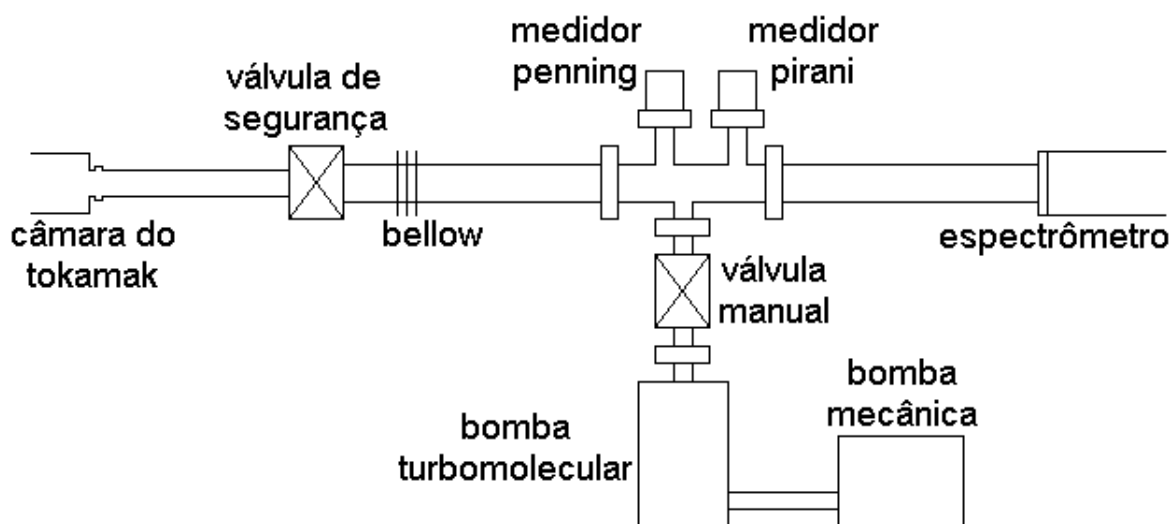 medidor
penning
medidor
pirani
válvula de
segurança
câmara do
tokamak
bellow
espectrômetro
válvula
manual
bomba
turbomolecular
bomba
mecânica